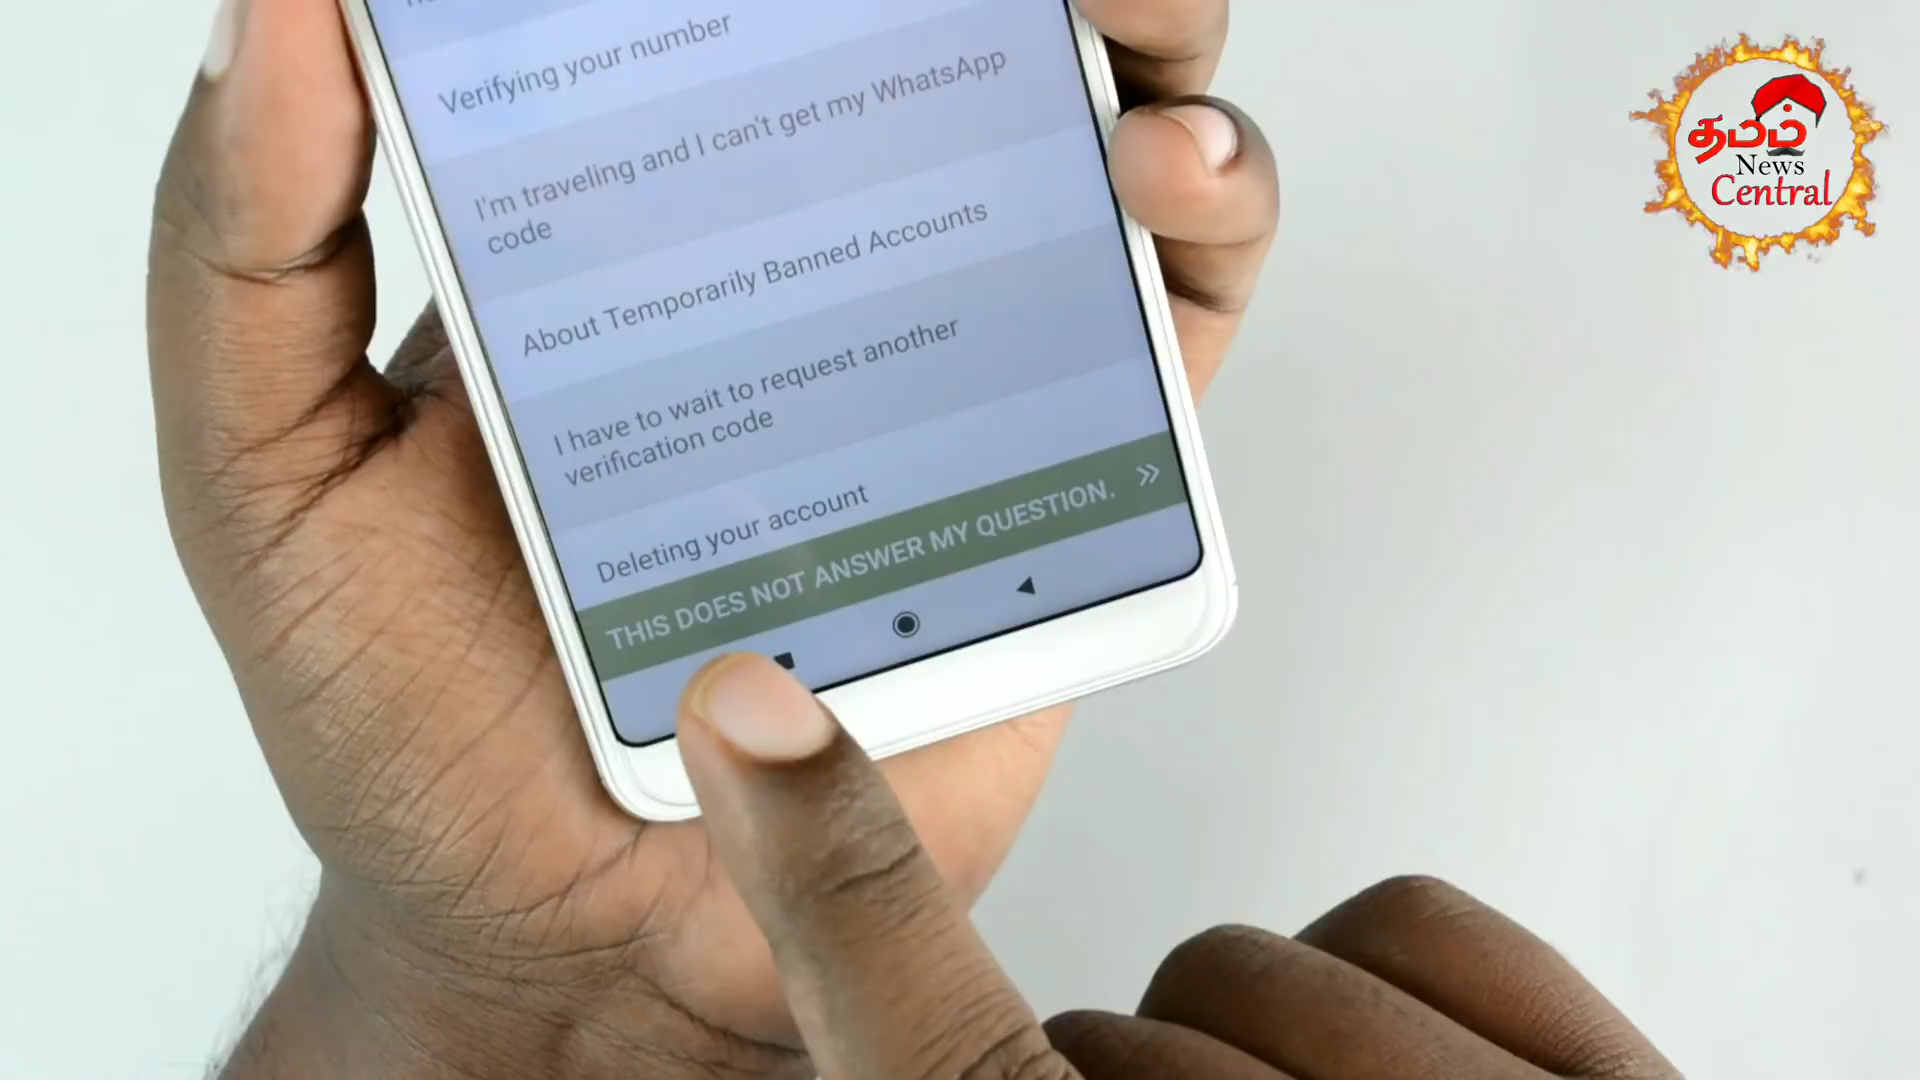 Verifying your number
I'm traveling and I can't get my WhatsApp
code
About Temporarily Banned Accounts
I have to wait to request another
verification code
Deleting your account
THIS DOES NOT ANSWER MY QUESTION. »
தமிழ்
News
Central